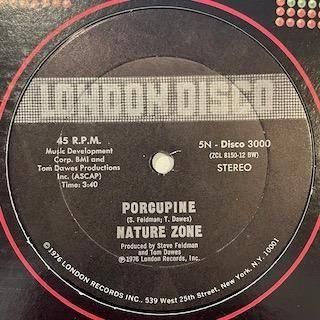 LONDON DISCO
45 R.P.M.
Music Development
Corp. BMI and
Tom Dawes Productions
Inc. (ASCAP)
Time: 3:40
5N - Disco 3000
(ZCL 8150-12 BW)
STEREO
PORCUPINE
(S. Feldman; T. Dawes)
NATURE ZONE
Produced by Steve Feldman
and Tom Dawes
℗1976 London Records, Inc.
© 1976 LONDON RECORDS INC. 539 West 25th Street, New York, N.Y. 10001